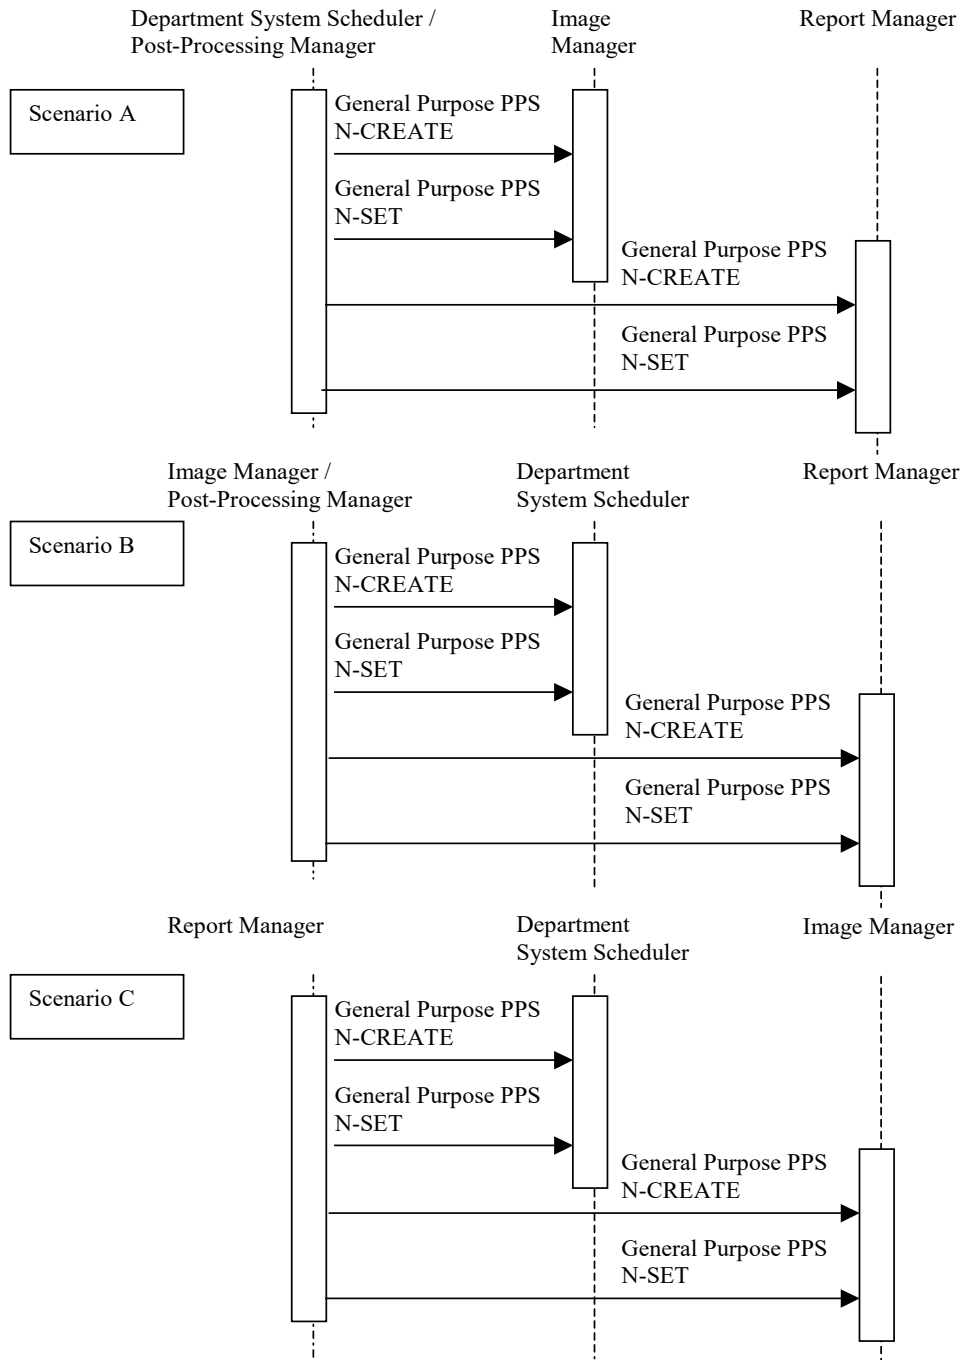 Department System Scheduler /
Post-Processing Manager
Image
Manager
Report Manager
Scenario A
General Purpose PPS
N-CREATE
General Purpose PPS
N-SET
General Purpose PPS
N-CREATE
General Purpose PPS
N-SET
Image Manager /
Post-Processing Manager
Department
System Scheduler
Report Manager
Scenario B
General Purpose PPS
N-CREATE
General Purpose PPS
N-SET
General Purpose PPS
N-CREATE
General Purpose PPS
N-SET
Report Manager
Department
System Scheduler
Image Manager
Scenario C
General Purpose PPS
N-CREATE
General Purpose PPS
N-SET
General Purpose PPS
N-CREATE
General Purpose PPS
N-SET